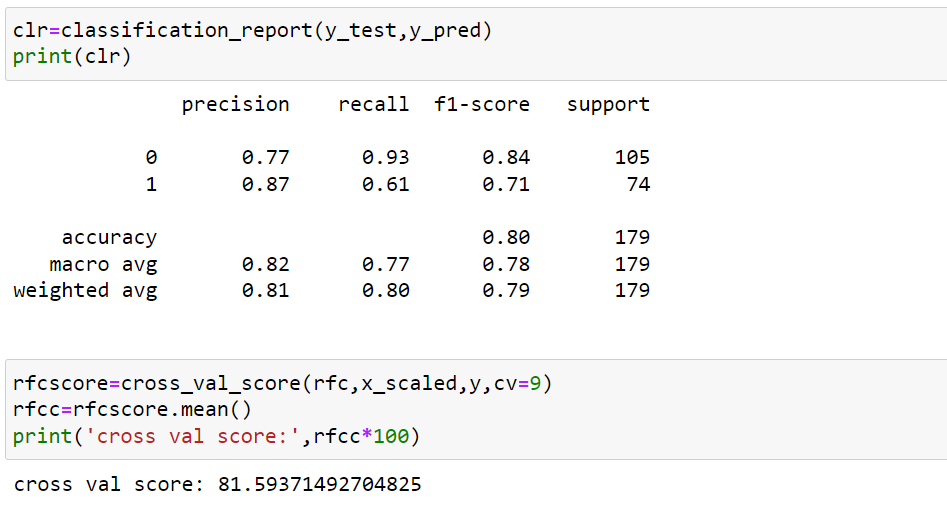 clr=classification_report(y_test,y_pred)
print(clr)
precision recall f1-score support
0 0.77 0.93 0.84 105
1 0.87 0.61 0.71 74
accuracy 0.80 179
macro avg 0.82 0.77 0.78 179
weighted avg 0.81 0.80 0.79 179
rfcscore=cross_val_score(rfc,x_scaled,y,cv=9)
rfcc=rfcscore.mean()
print('cross val score:',rfcc*100)
cross val score: 81.59371492704825